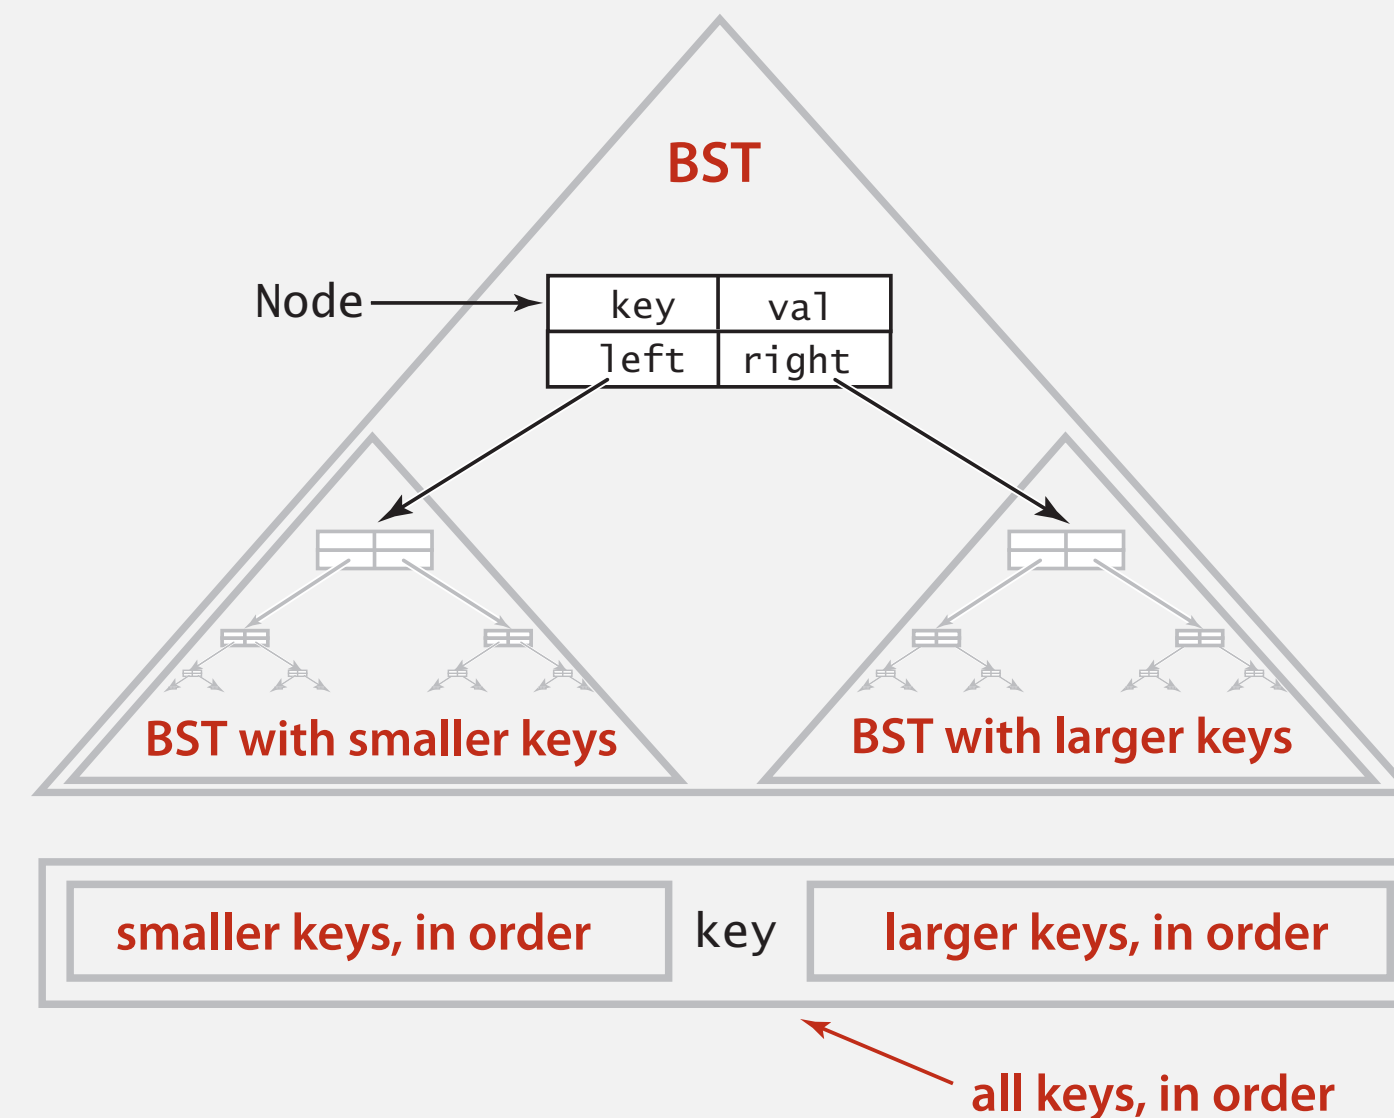 BST
Node
key val
left right
BST with smaller keys
BST with larger keys
smaller keys, in order
key
larger keys, in order
all keys, in order